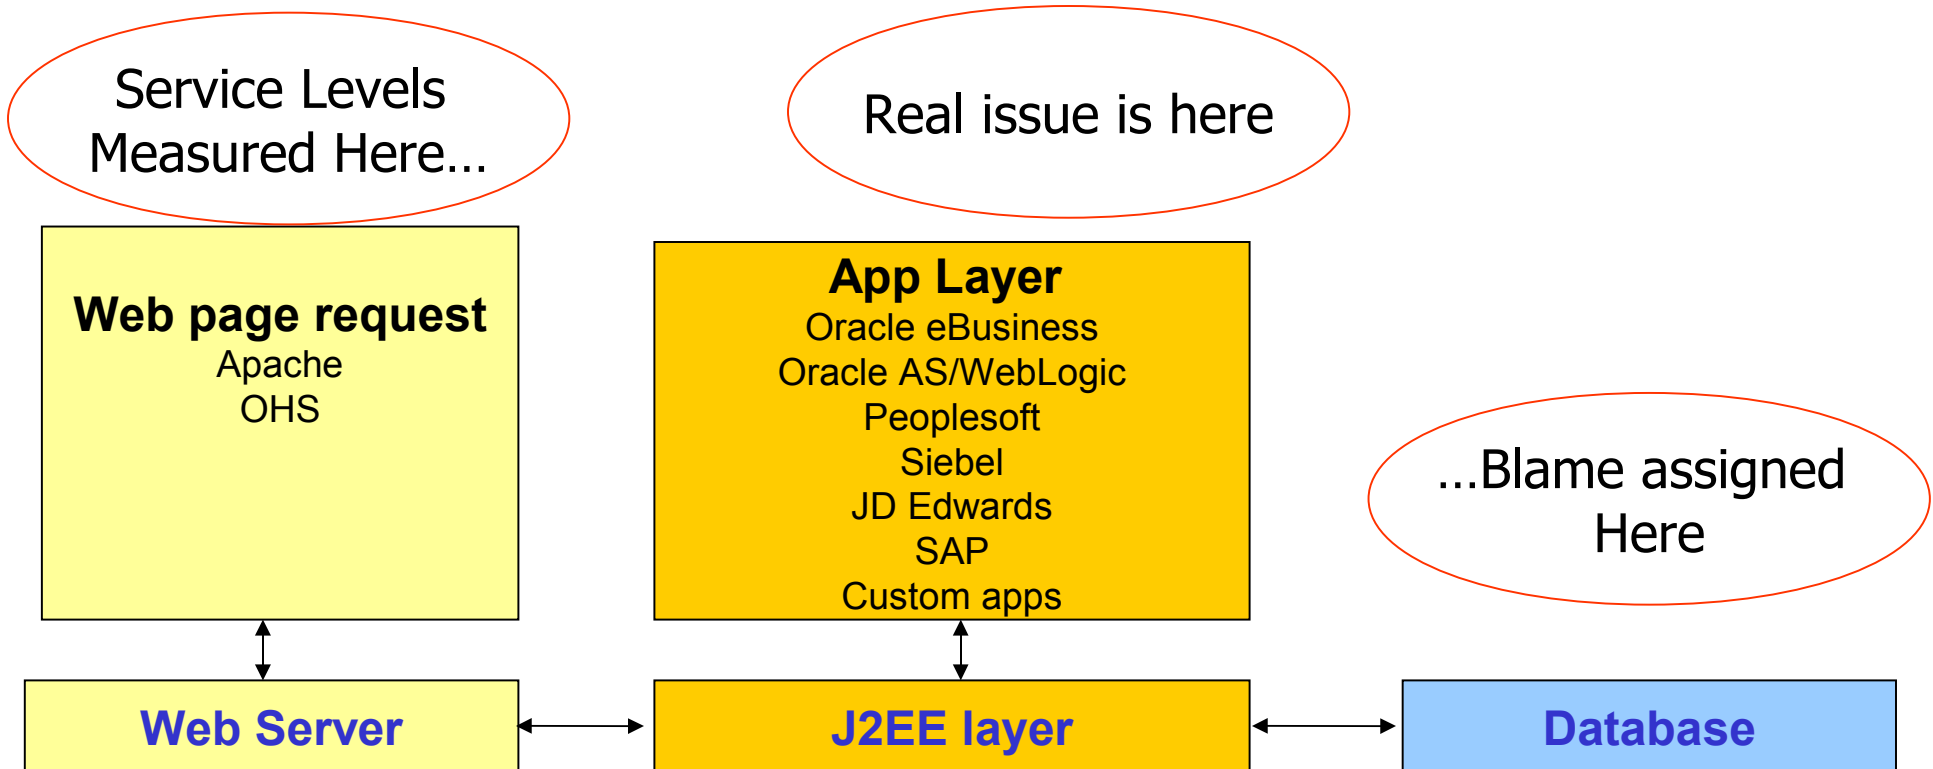 Service Levels
Measured Here…
Real issue is here
Web page request
Apache
OHS
App Layer
Oracle eBusiness
Oracle AS/WebLogic
Peoplesoft
Siebel
JD Edwards
SAP
Custom apps
…Blame assigned
Here
Web Server
J2EE layer
Database